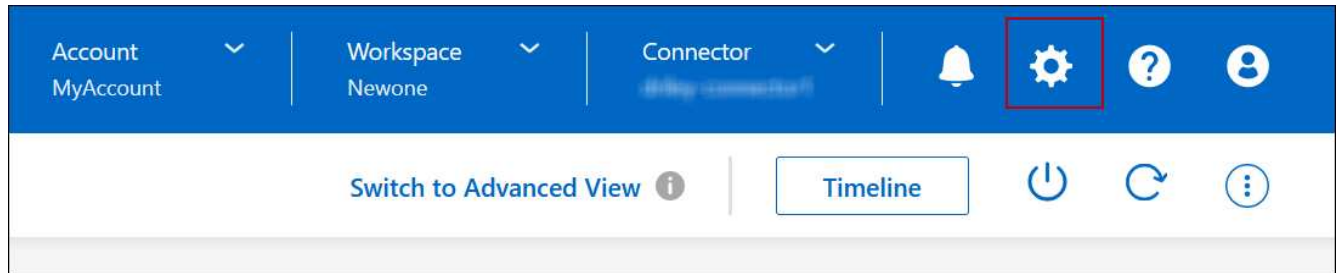 Account
MyAccount
Workspace
Newone
Connector
Switch to Advanced View
Timeline